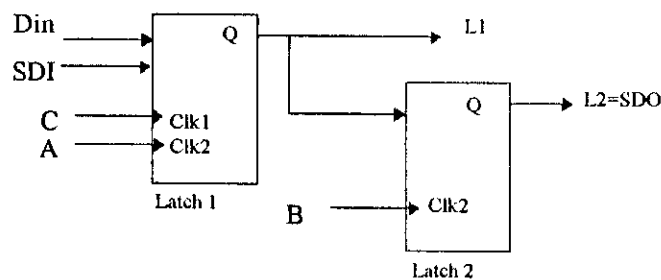 Din
Q
L1
SDI
C
Clk1
A
Clk2
Q
L2=SDO
Latch 1
B
Clk2
Latch 2